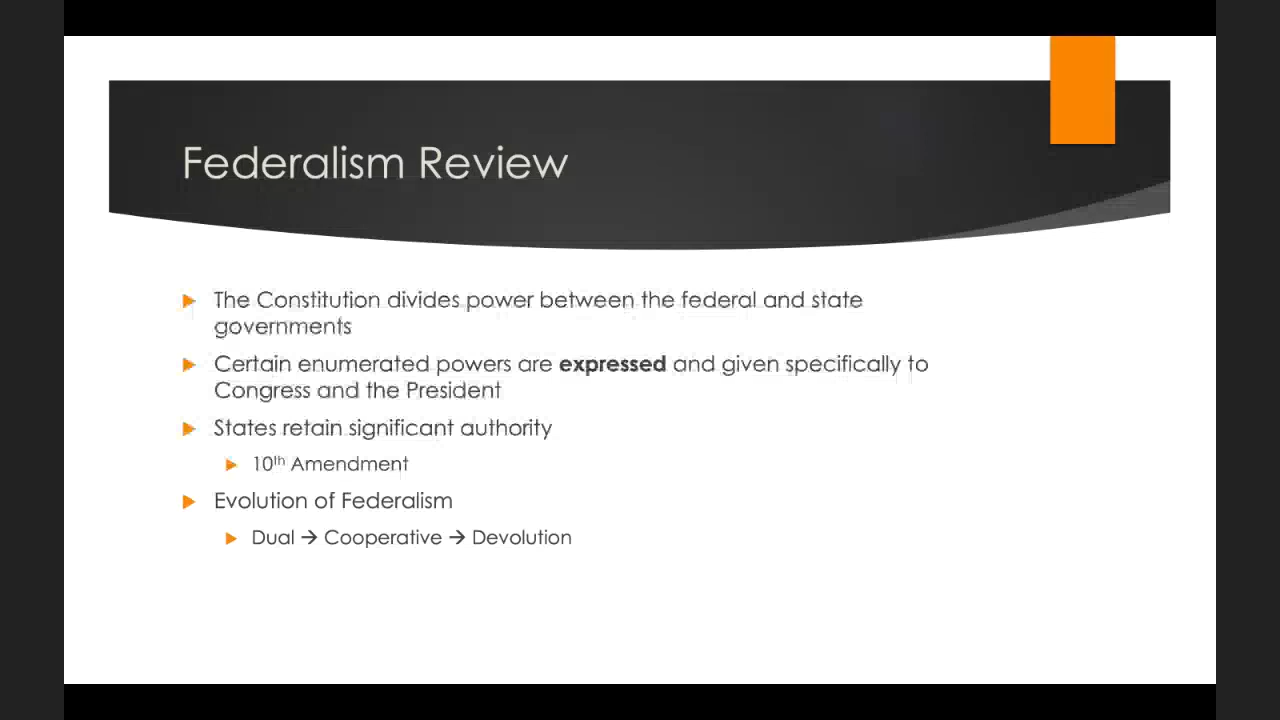 Federalism Review
The Constitution divides power between the federal and state
governments
Certain enumerated powers are expressed and given specifically to
Congress and the President
States retain significant authority
10th Amendment
Evolution of Federalism
Dual → Cooperative → Devolution